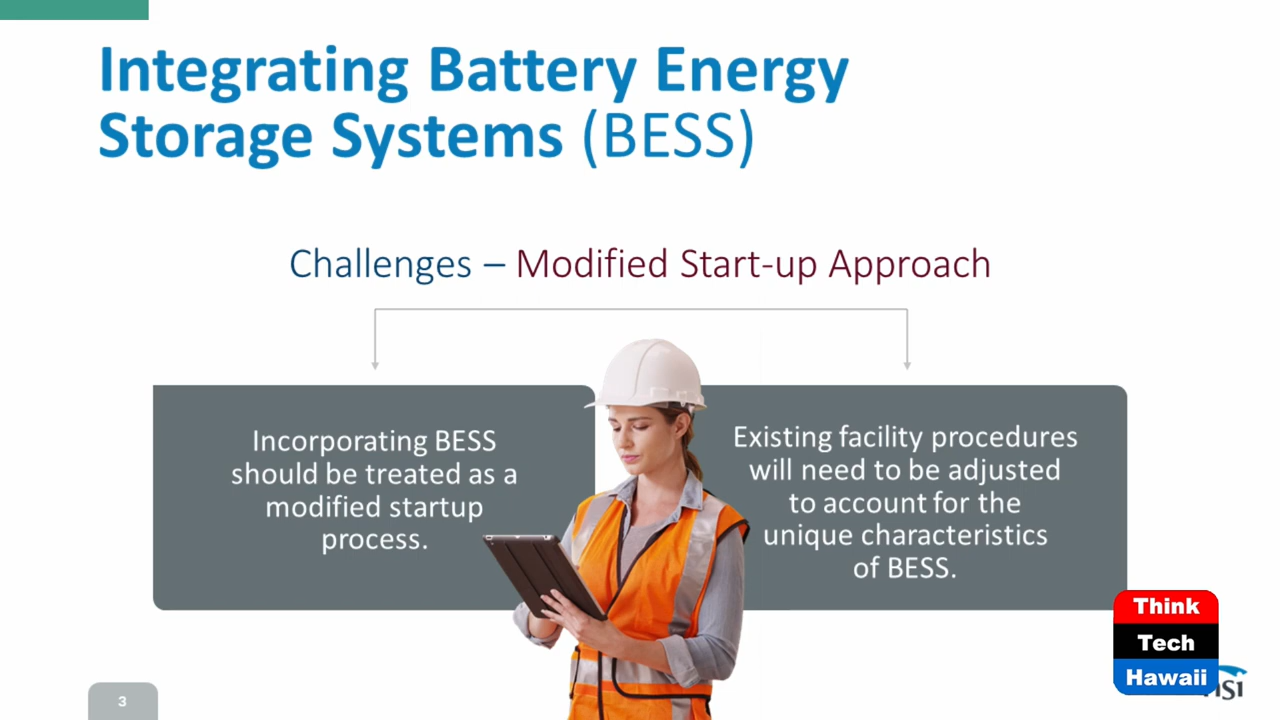 Integrating Battery Energy
Storage Systems (BESS)
Challenges – Modified Start-up Approach
Incorporating BESS
should be treated as a
modified startup
process.
Existing facility procedures
will need to be adjusted
to account for the
unique characteristics
of BESS.
Think
Tech
Hawaii
3